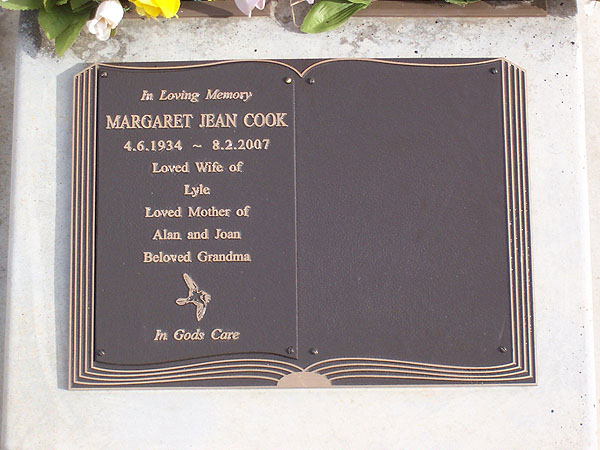 In Loving Memory
MARGARET JEAN COOK
4.6.1934 ~ 8.2.2007
Loved Wife of
Lyle
Loved Mother of
Alan and Joan
Beloved Grandma
In Gods Care